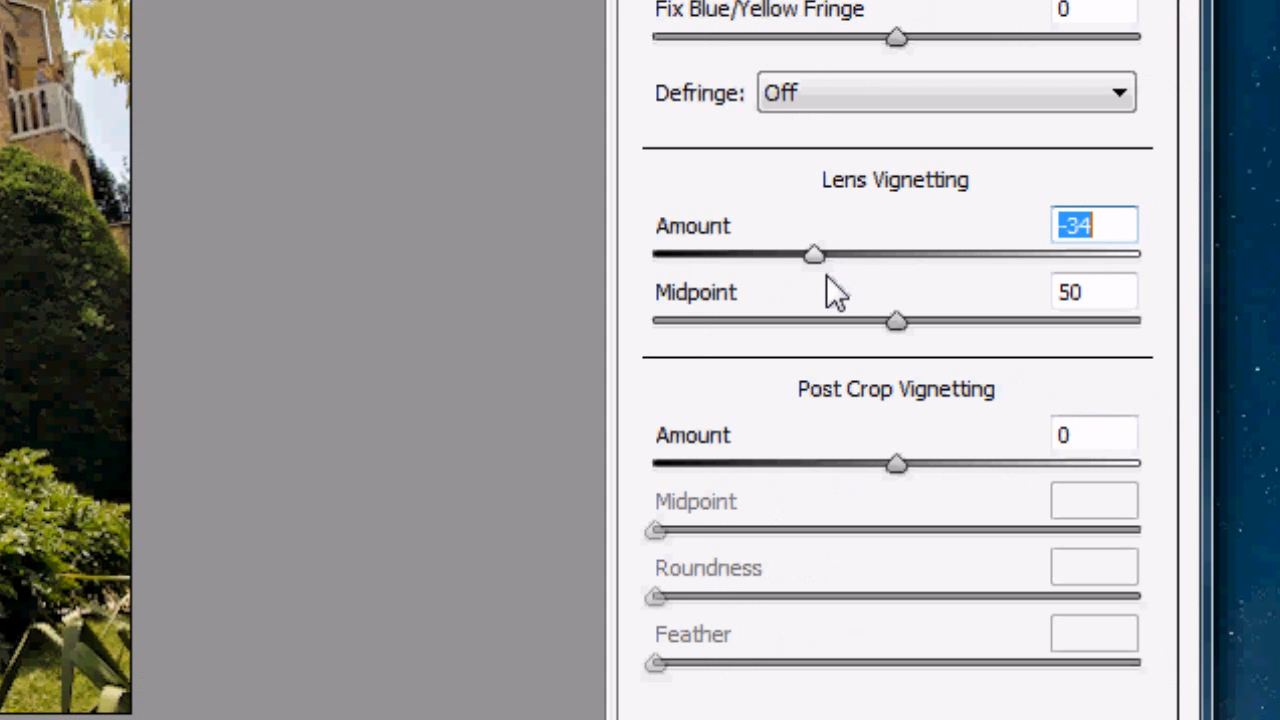 Fix Blue/Yellow Fringe 0
Defringe: Off
Lens Vignetting
Amount -34
Midpoint 50
Post Crop Vignetting
Amount 0
Midpoint
Roundness
Feather